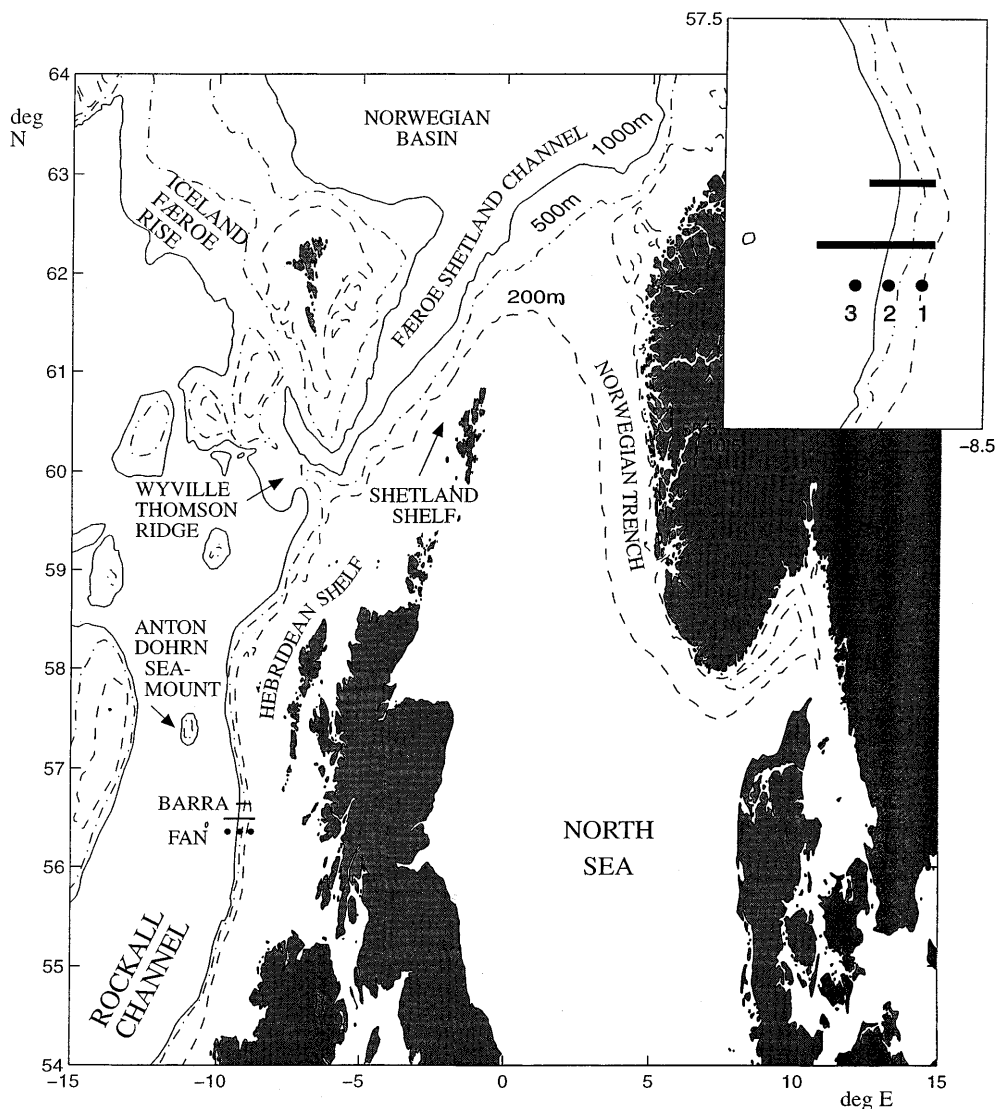 57.5
-8.5
3 2 1
64
deg
N
63
62
61
60
59
58
57
56
55
54
-15
-10
-5
0
5
10
15
deg E
NORWEGIAN
BASIN
ICELAND
FÆROE
RISE
FÆROE SHETLAND CHANNEL
1000m
500m
200m
NORWEGIAN TRENCH
WYVILLE
THOMSON
RIDGE
SHETLAND
SHELF
HEBRIDEAN SHELF
ANTON
DOHRN
SEA-
MOUNT
BARRA
FAN
NORTH
SEA
ROCKALL
CHANNEL